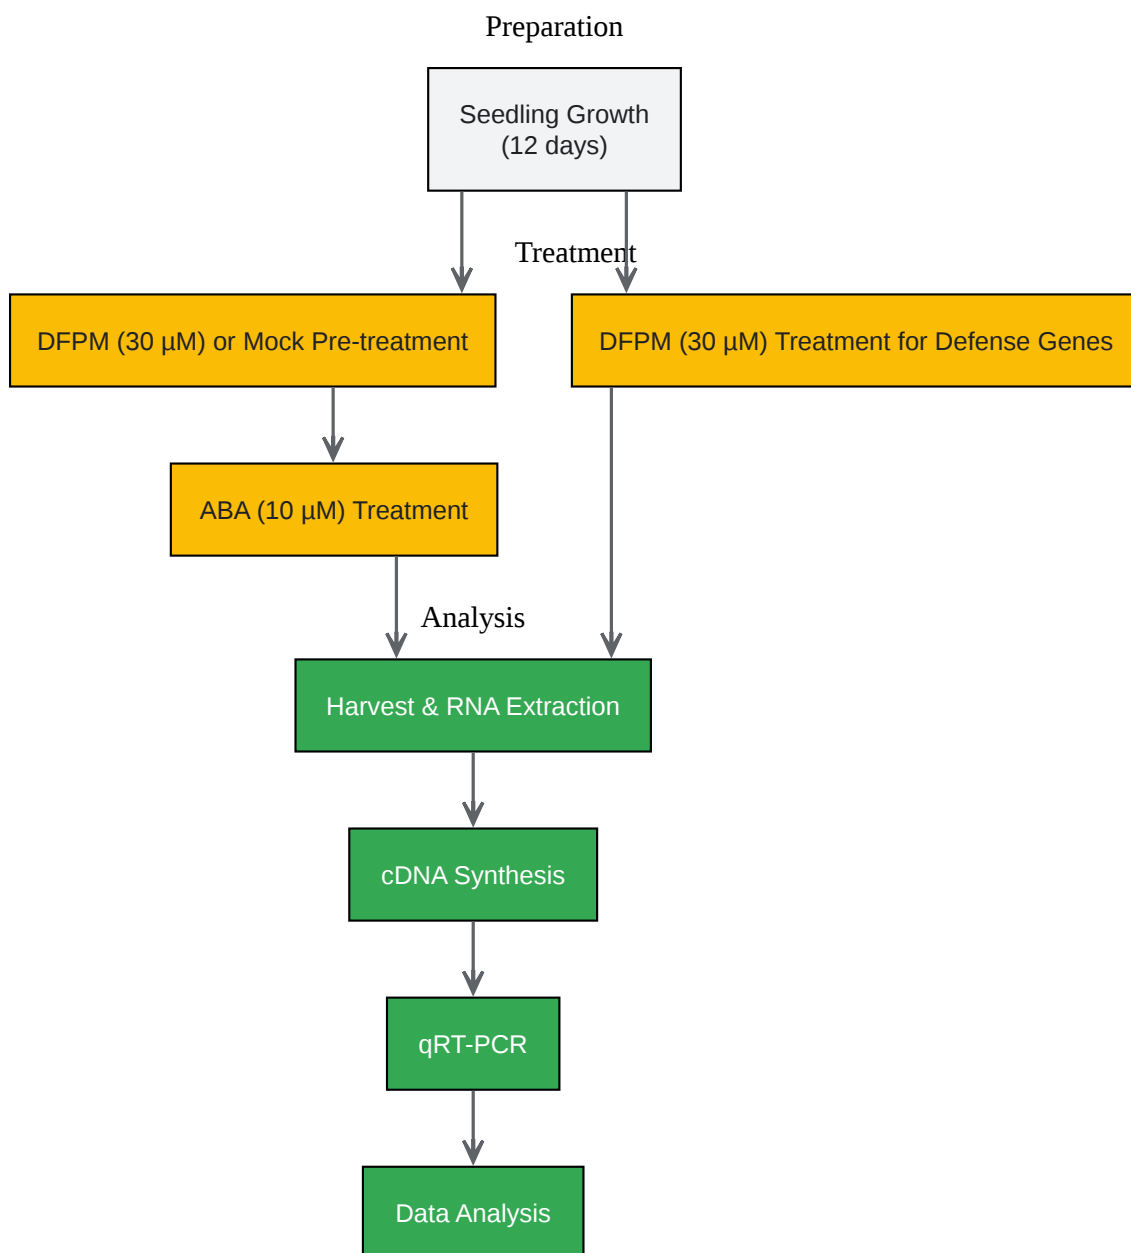 Preparation
Seedling Growth
(12 days)
Treatment
DFPM (30 µM) or Mock Pre-treatment
DFPM (30 µM) Treatment for Defense Genes
ABA (10 µM) Treatment
Analysis
Harvest & RNA Extraction
cDNA Synthesis
qRT-PCR
Data Analysis